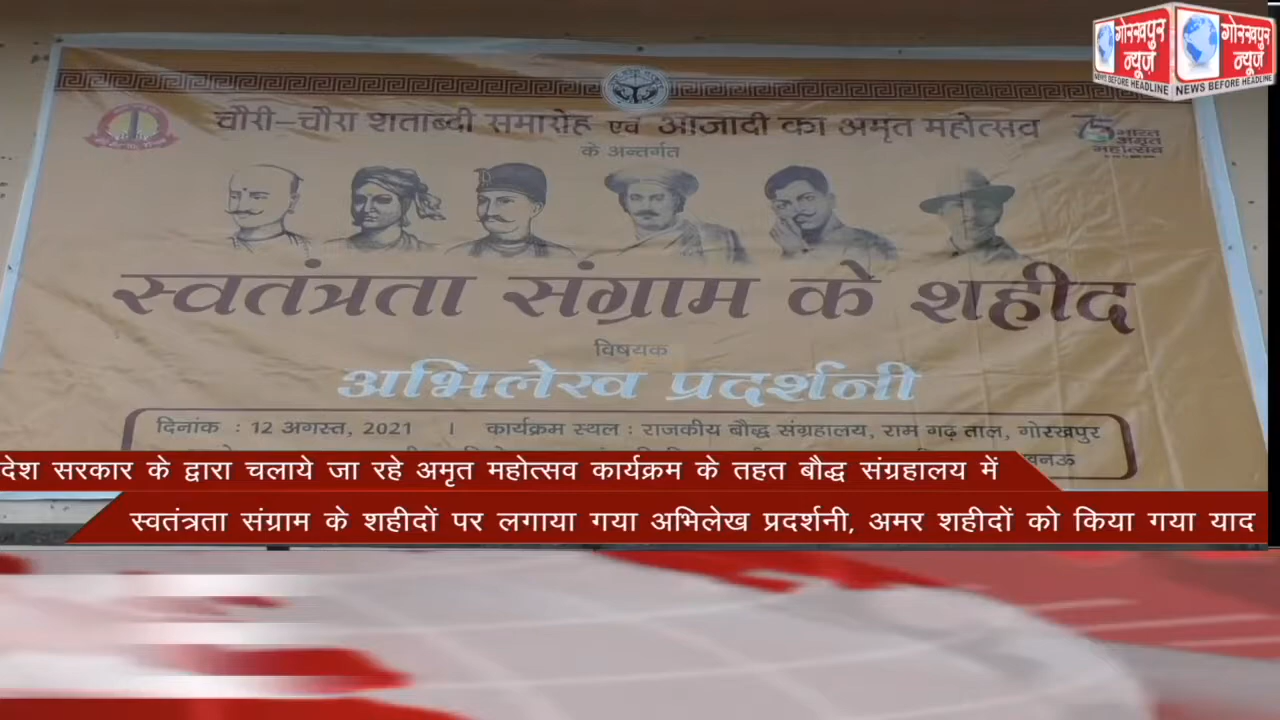 गोरखपुर
न्यूज़
NEWS BEFORE HEADLINE
गोरखपुर
न्यूज़
NEWS BEFORE HEADLINE
चौरी-चौरा शताब्दी समारोह एवं आजादी का अमृत महोत्सव
75
के अन्तर्गत
स्वतंत्रता संग्राम के शहीद
विषयक
अभिलेख प्रदर्शनी
दिनांक : 12 अगस्त, 2021 । कार्यक्रम स्थल : राजकीय बौद्ध संग्रहालय, राम गढ़ ताल, गोरखपुर
देश सरकार के द्वारा चलाये जा रहे अमृत महोत्सव कार्यक्रम के तहत बौद्ध संग्रहालय में
स्वतंत्रता संग्राम के शहीदों पर लगाया गया अभिलेख प्रदर्शनी, अमर शहीदों को किया गया याद